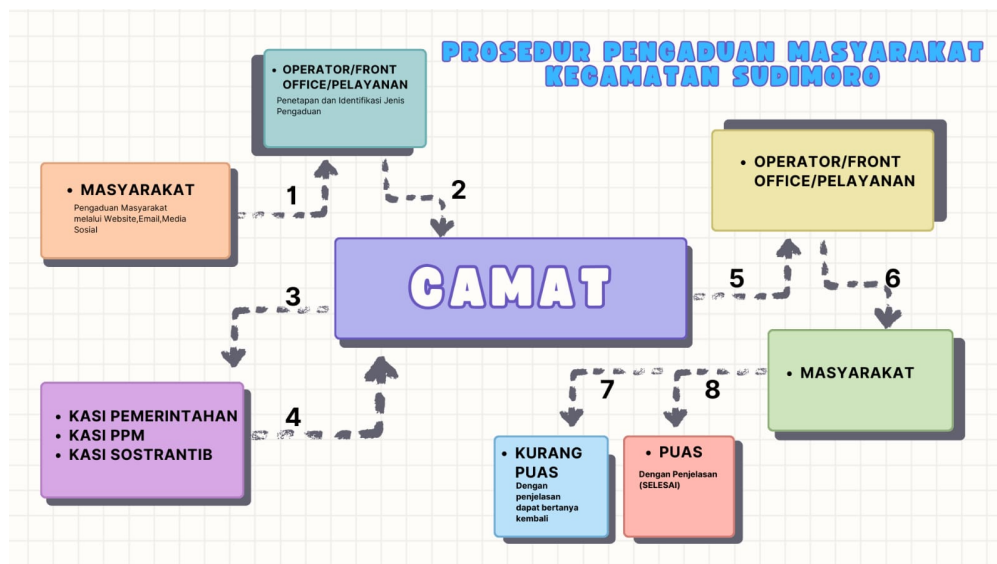 PROSEDUR PENGADUAN MASYARAKAT
KECAMATAN SUDIMORO
• OPERATOR/FRONT
OFFICE/PELAYANAN
Penetapan dan Identifikasi Jenis
Pengaduan
• MASYARAKAT
Pengaduan Masyarakat
melalui Website,Email,Media
Sosial
1
2
CAMAT
3
• KASI PEMERINTAHAN
• KASI PPM
• KASI SOSTRANTIB
4
5
• OPERATOR/FRONT
OFFICE/PELAYANAN
6
• MASYARAKAT
7
8
• KURANG
PUAS
Dengan
penjelasan
dapat bertanya
kembali
• PUAS
Dengan Penjelasan
(SELESAI)